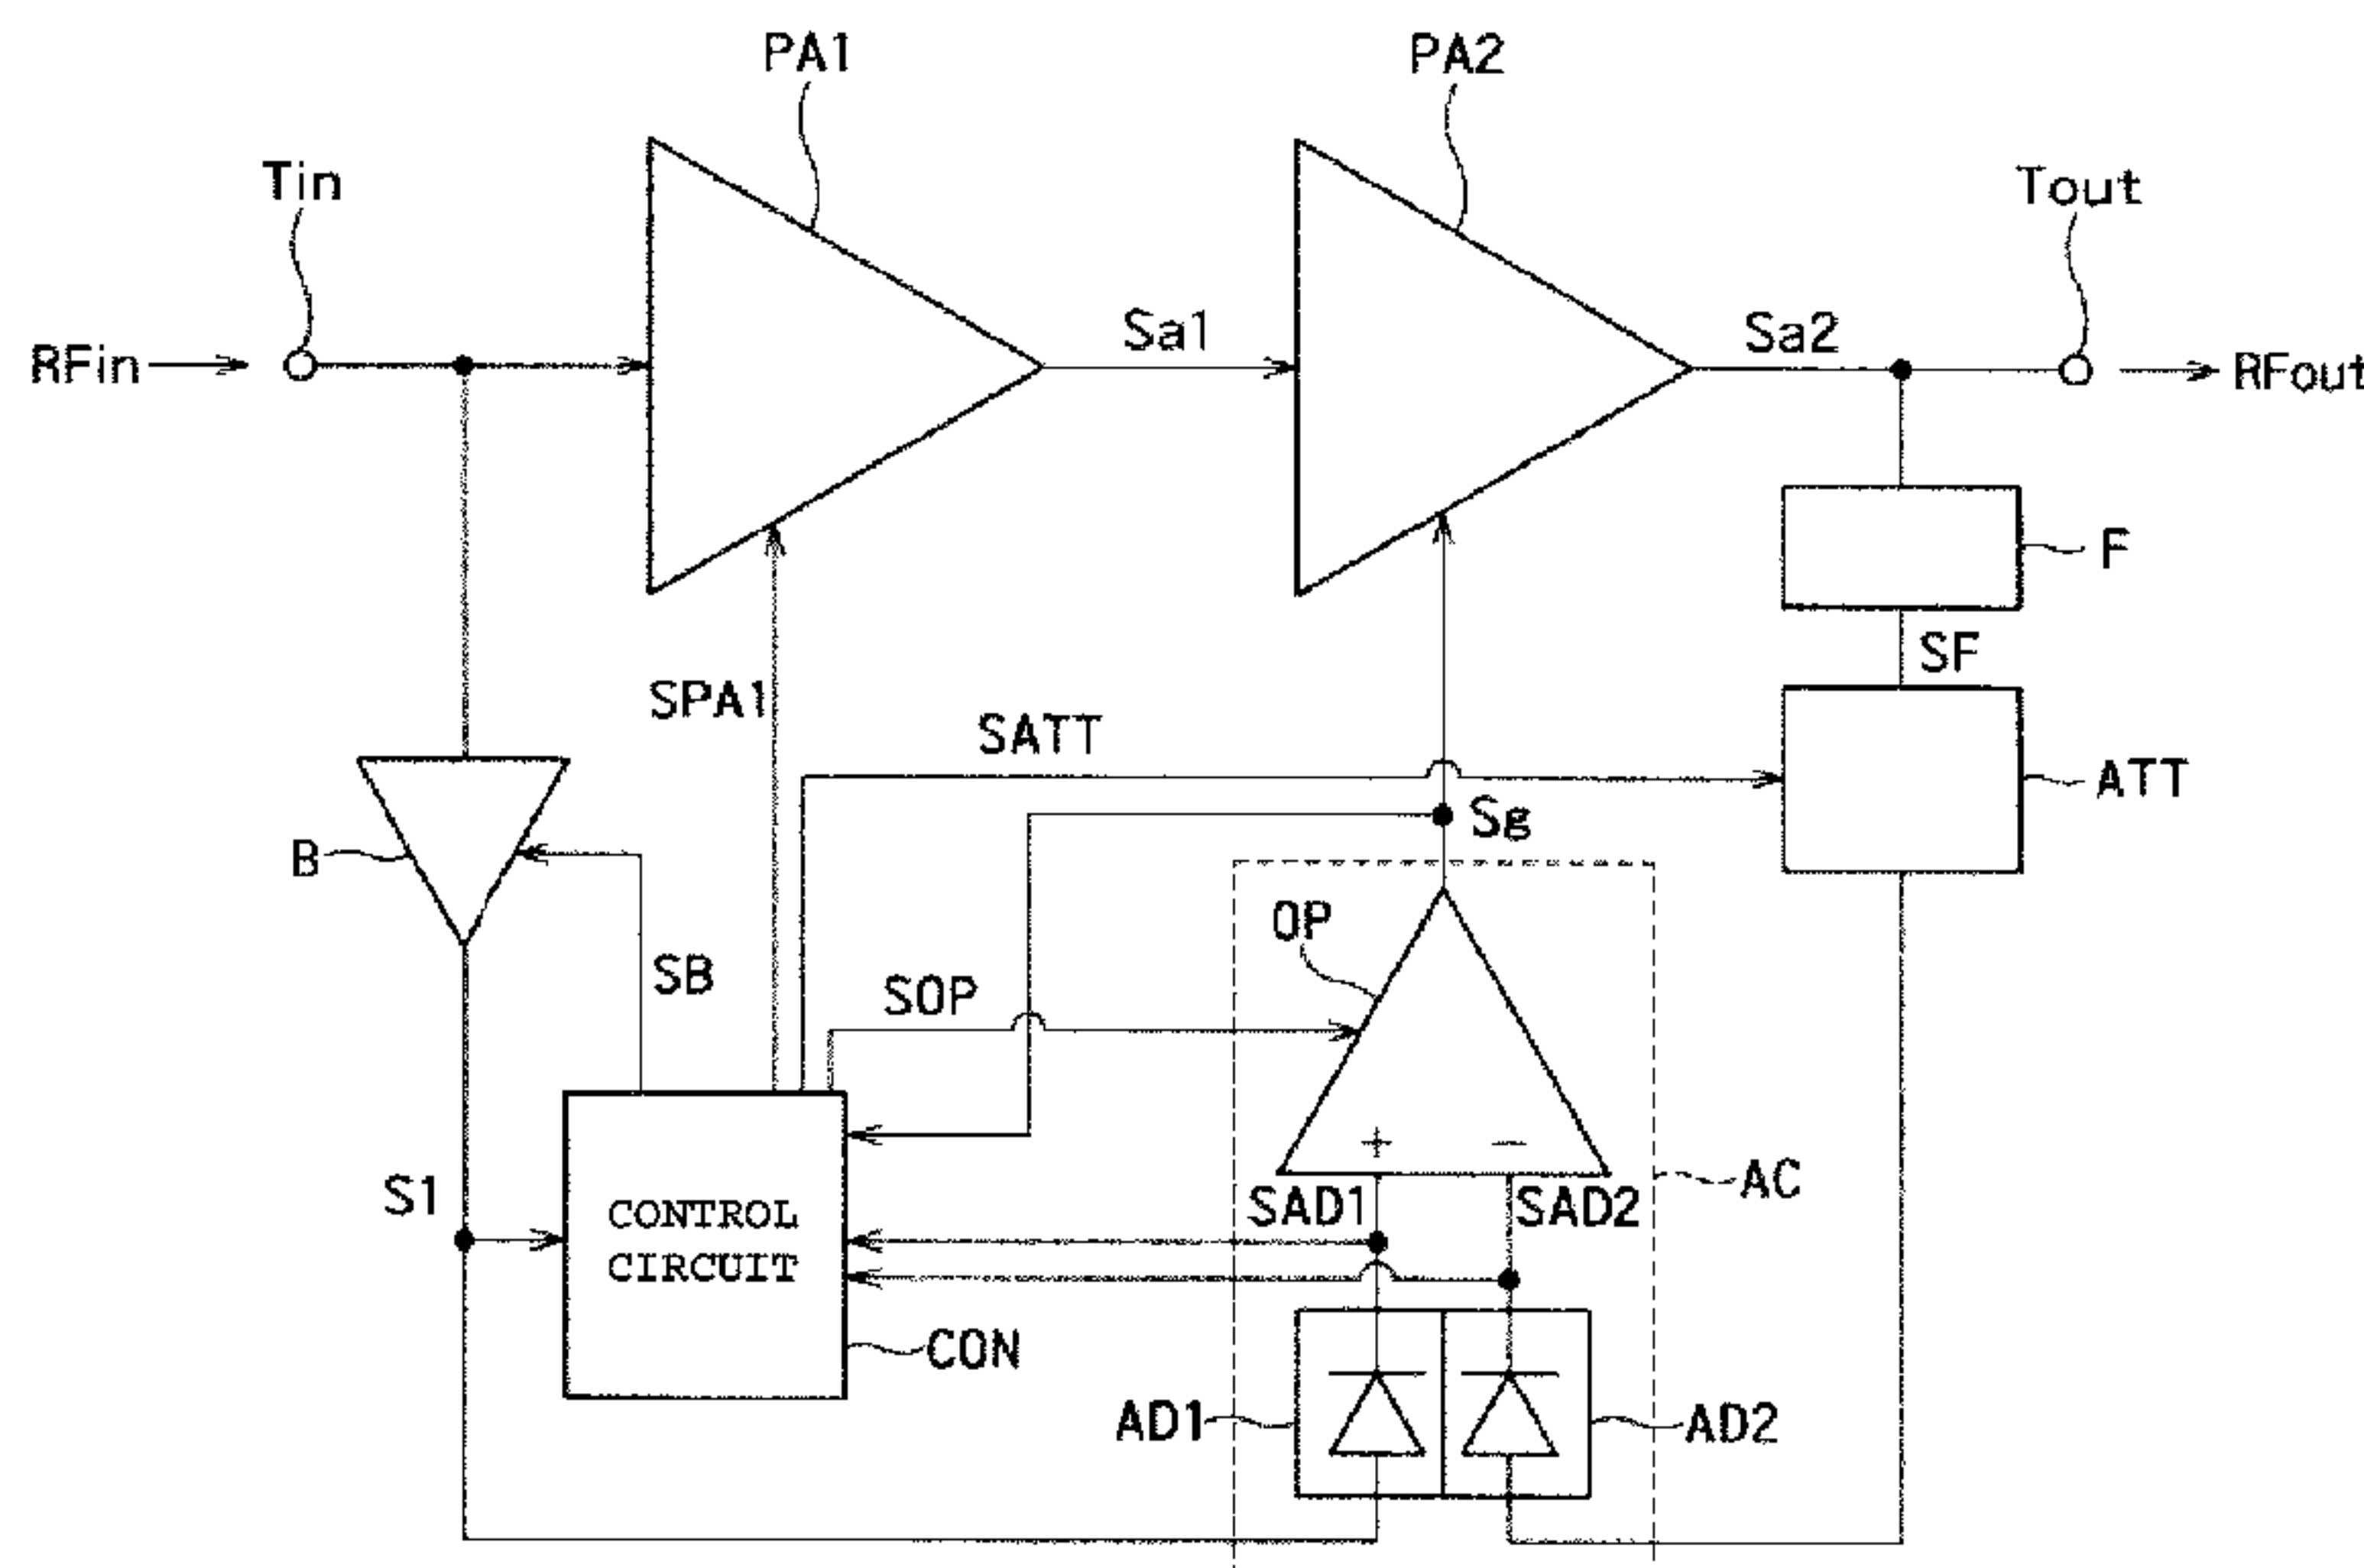 PA1
PA2
Tin
Tout
RFin
Sa1
Sa2
RFout
F
SF
SPA1
SATT
ATT
Sg
B
OP
SB
SOP
+
−
AC
S1
SAD1
SAD2
CONTROL
CIRCUIT
CON
AD1
AD2